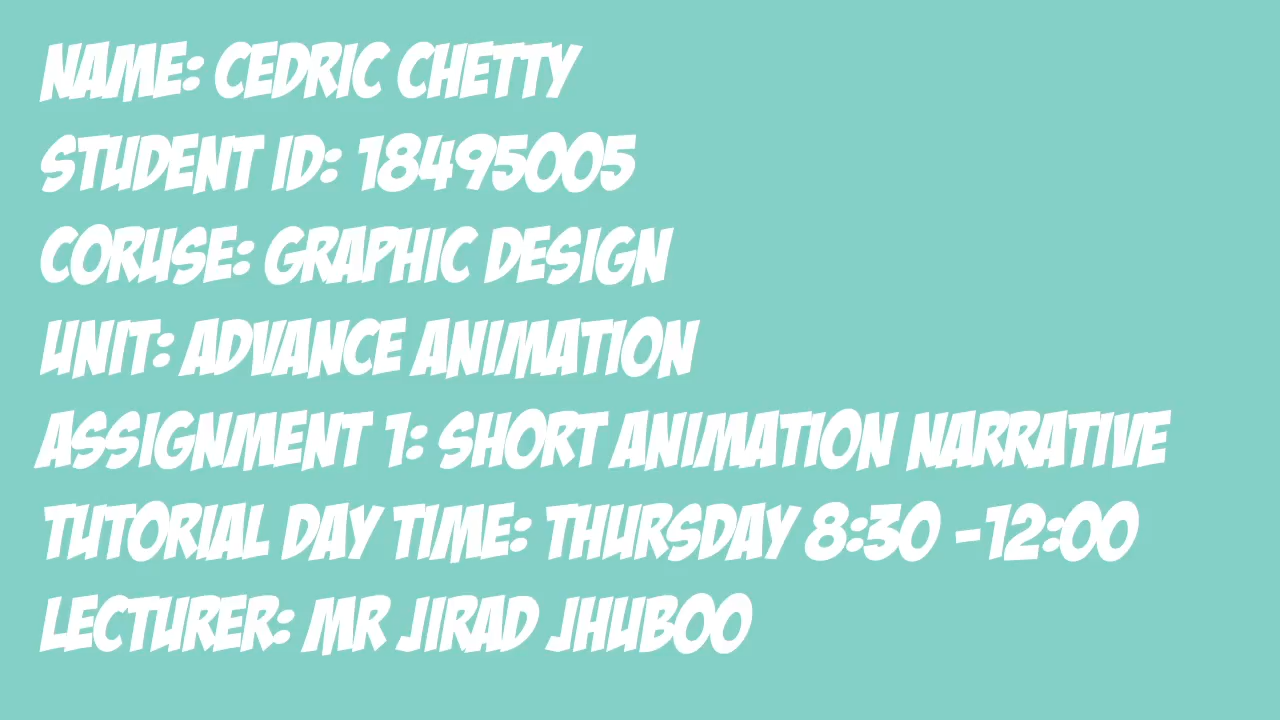 NAME: CEDRIC CHETTY
STUDENT ID: 18495005
CORUSE: GRAPHIC DESIGN
UNIT: ADVANCE ANIMATION
ASSIGNMENT 1: SHORT ANIMATION NARRATIVE
TUTORIAL DAY TIME: THURSDAY 8:30 -12:00
LECTURER: MR JIRAD JHUBOO